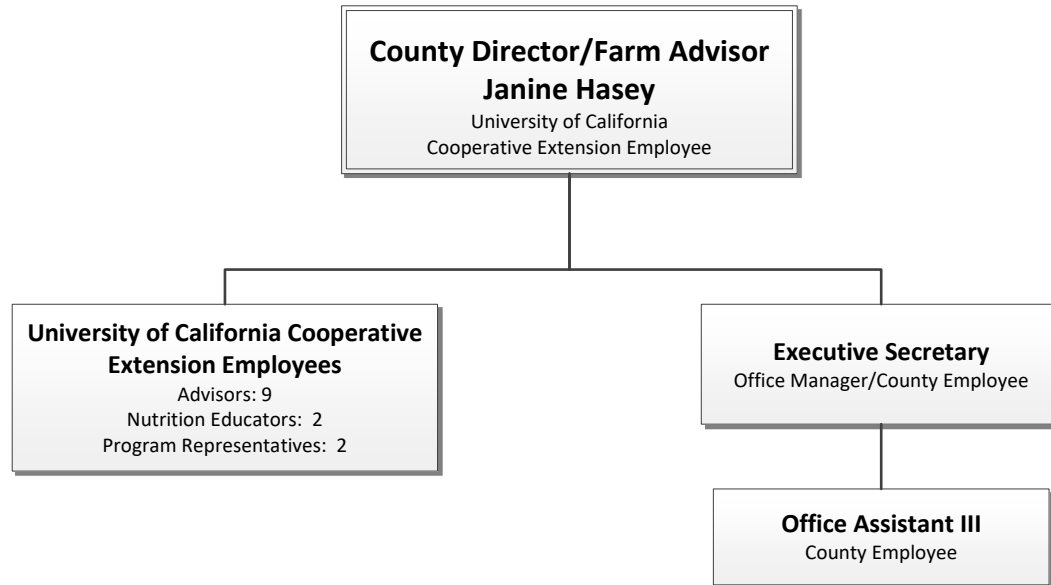 County Director/Farm Advisor
Janine Hasey
University of California
Cooperative Extension Employee
University of California Cooperative
Extension Employees
Advisors: 9
Nutrition Educators:  2
Program Representatives:  2
Executive Secretary
Office Manager/County Employee
Office Assistant III
County Employee